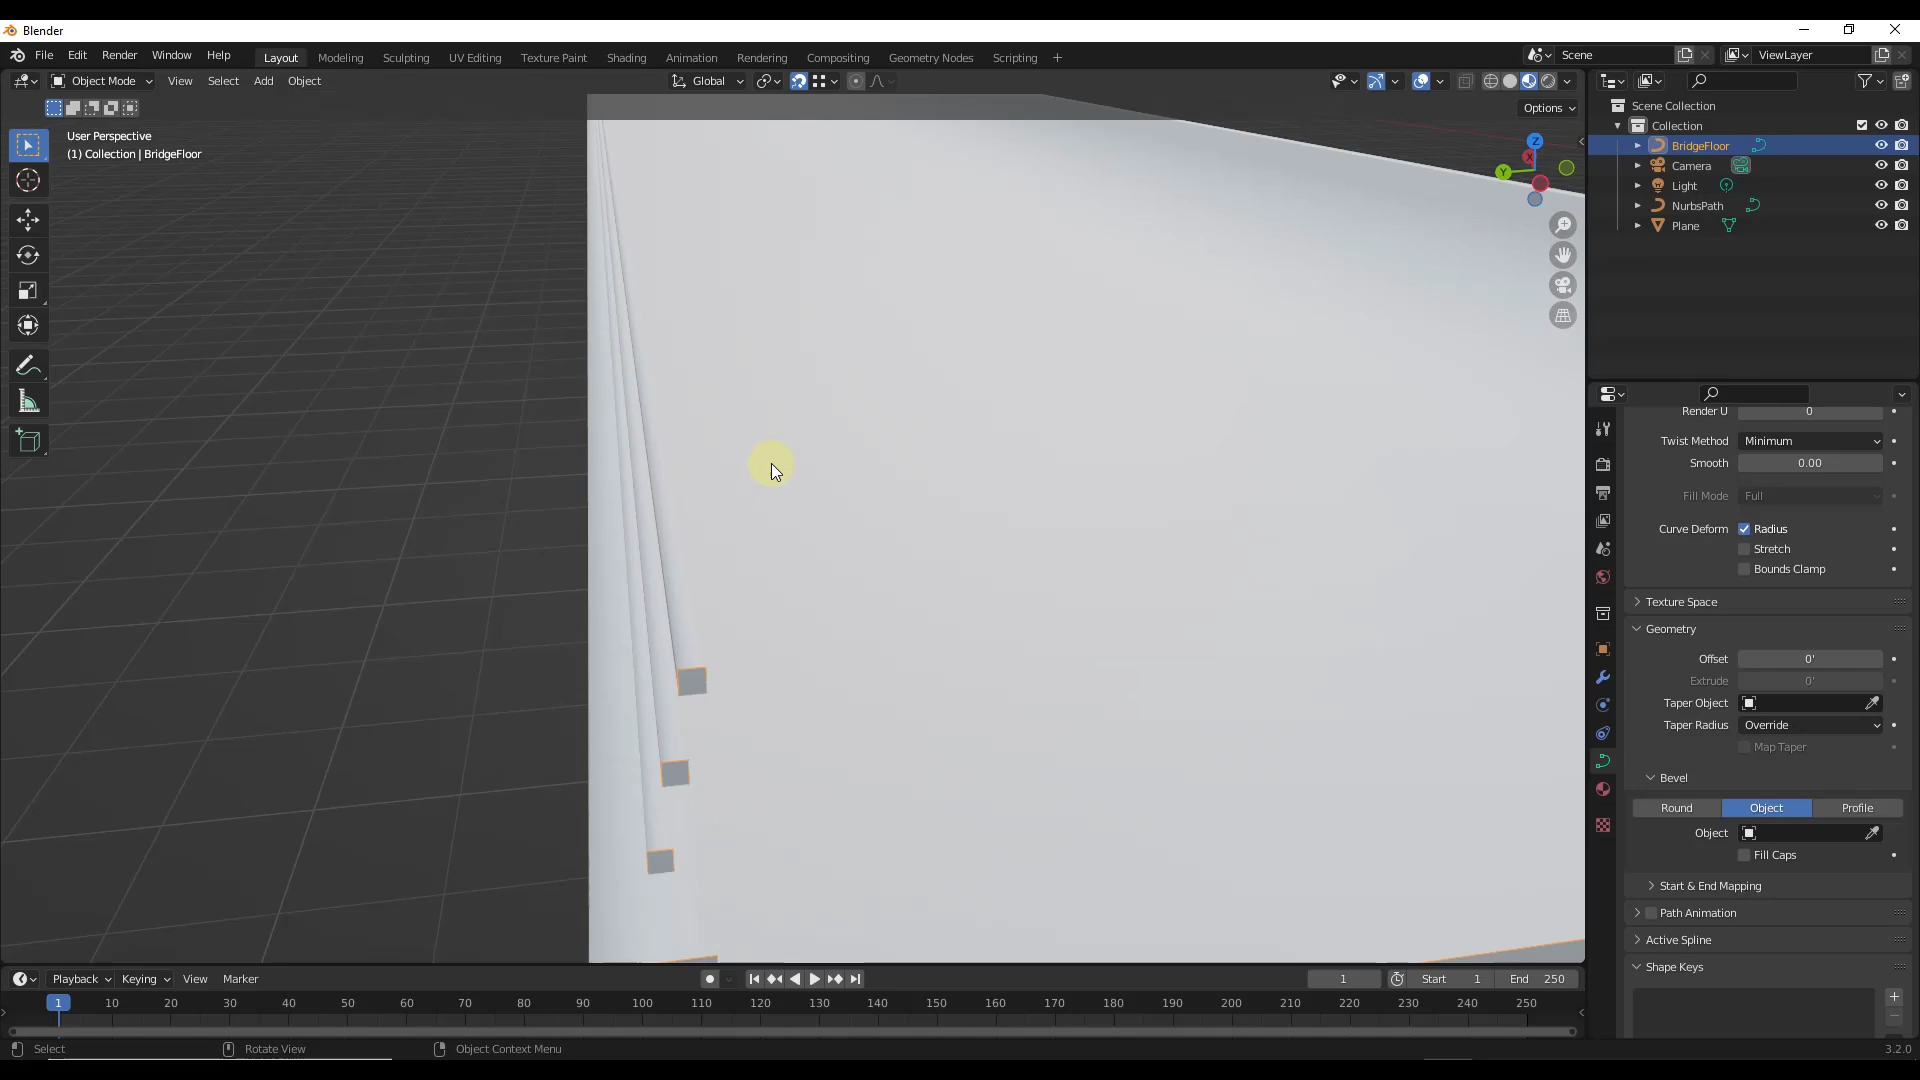 Blender
File Edit Render Window Help Layout Modeling Sculpting UV Editing Texture Paint Shading Animation Rendering Compositing Geometry Nodes Scripting + Scene ViewLayer
Object Mode View Select Add Object Global
Options
User Perspective
(1) Collection | BridgeFloor
Z
X
Y
Scene Collection
Collection
BridgeFloor
Camera
Light
NurbsPath
Plane
Render U 0
Twist Method Minimum
Smooth 0.00
Fill Mode Full
Curve Deform Radius
Stretch
Bounds Clamp
Texture Space
Geometry
Offset 0'
Extrude 0'
Taper Object
Taper Radius Override
Map Taper
Bevel
Round Object Profile
Object
Fill Caps
Start & End Mapping
Path Animation
Active Spline
Shape Keys
Playback Keying View Marker 1 Start 1 End 250
1 10 20 30 40 50 60 70 80 90 100 110 120 130 140 150 160 170 180 190 200 210 220 230 240 250
Select Rotate View Object Context Menu 3.2.0